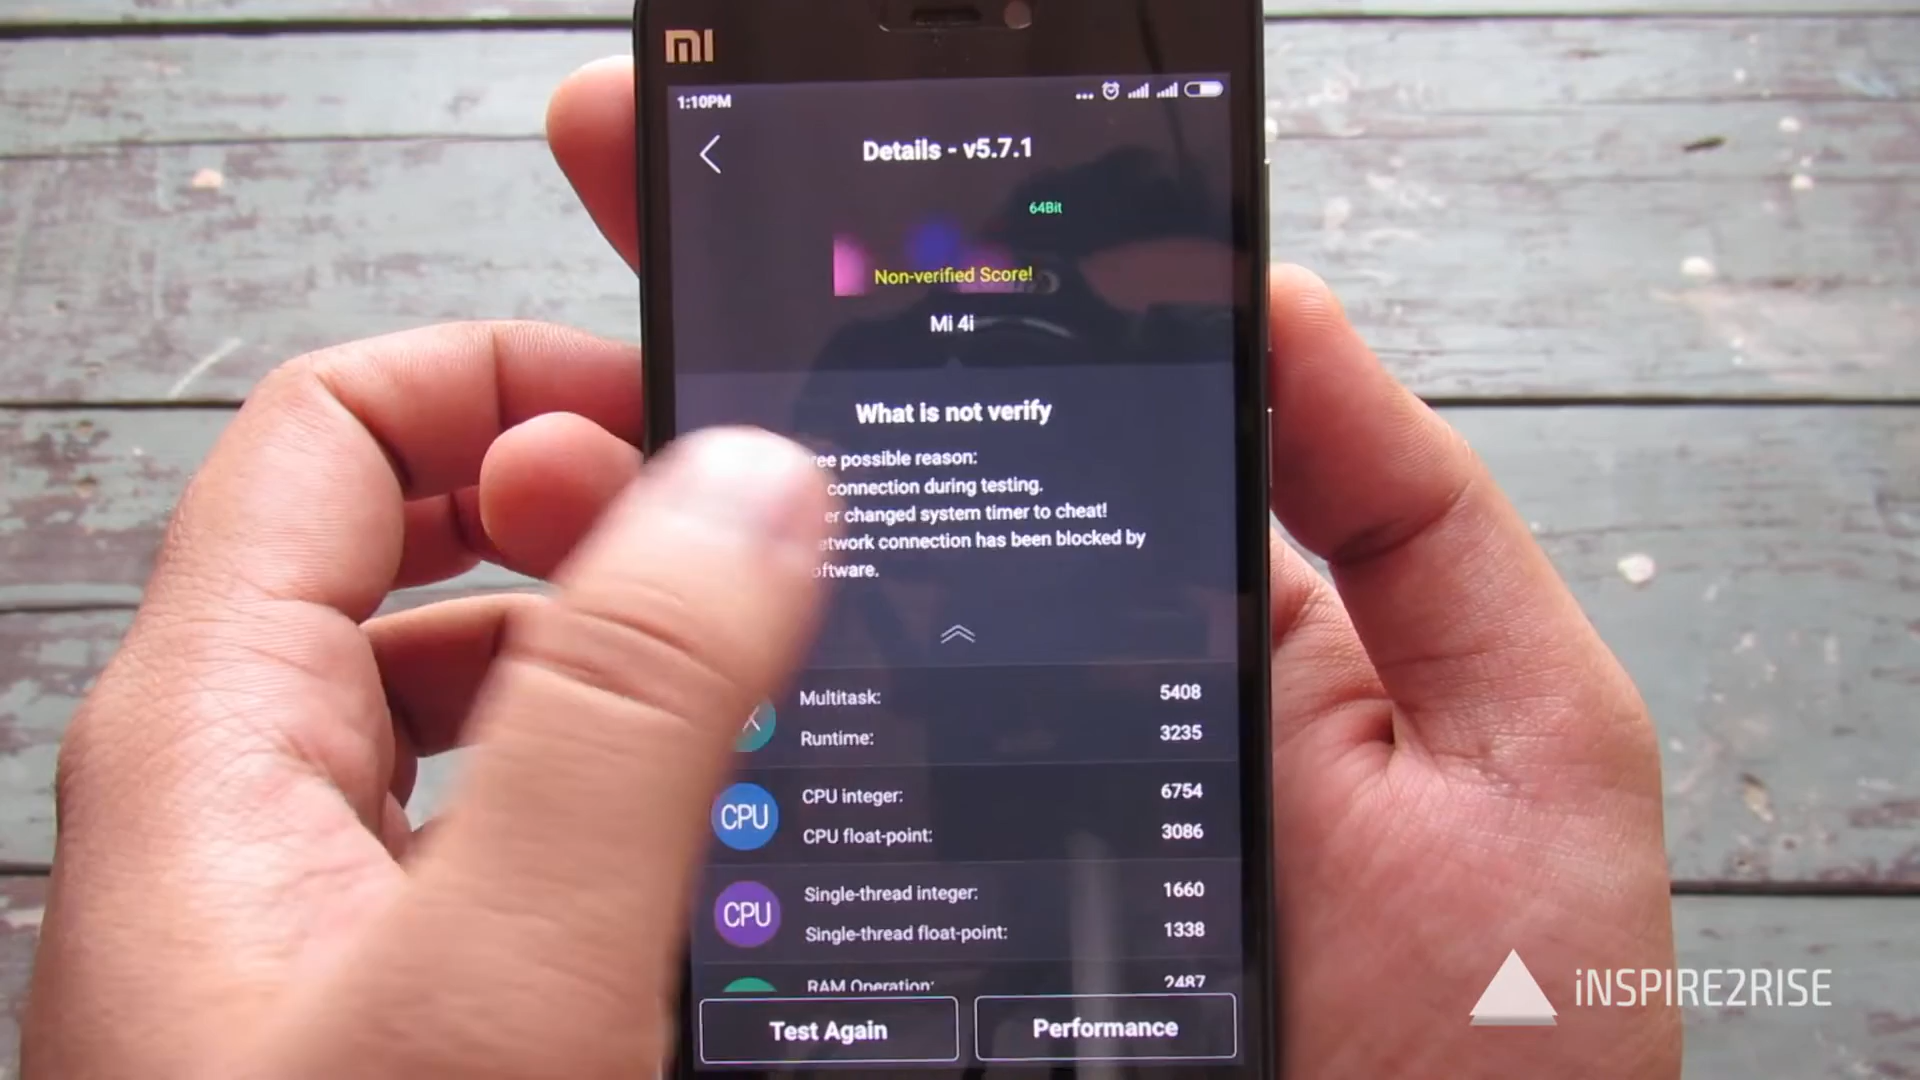 MI
1:10PM
Details - v5.7.1
64Bit
Non-verified Score!
Mi 4i
What is not verify
possible reason:
connection during testing.
changed system timer to cheat!
connection has been blocked by
Multitask: 5408
Runtime: 3235
CPU
CPU integer: 6754
CPU float-point: 3086
CPU
Single-thread integer: 1660
Single-thread float-point: 1338
RAM Operation: 2487
Test Again
Performance
iNSPIRE2RISE